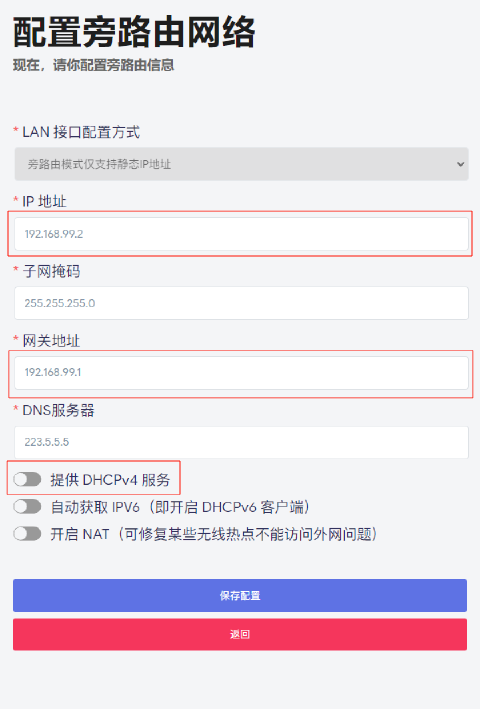 配置旁路由网络
现在，请你配置旁路由信息
* LAN 接口配置方式
旁路由模式仅支持静态IP地址
* IP 地址
192.168.99.2
* 子网掩码
255.255.255.0
* 网关地址
192.168.99.1
* DNS服务器
223.5.5.5
提供 DHCPv4 服务
自动获取 IPV6（即开启 DHCPv6 客户端）
开启 NAT（可修复某些无线热点不能访问外网问题）
保存配置
返回